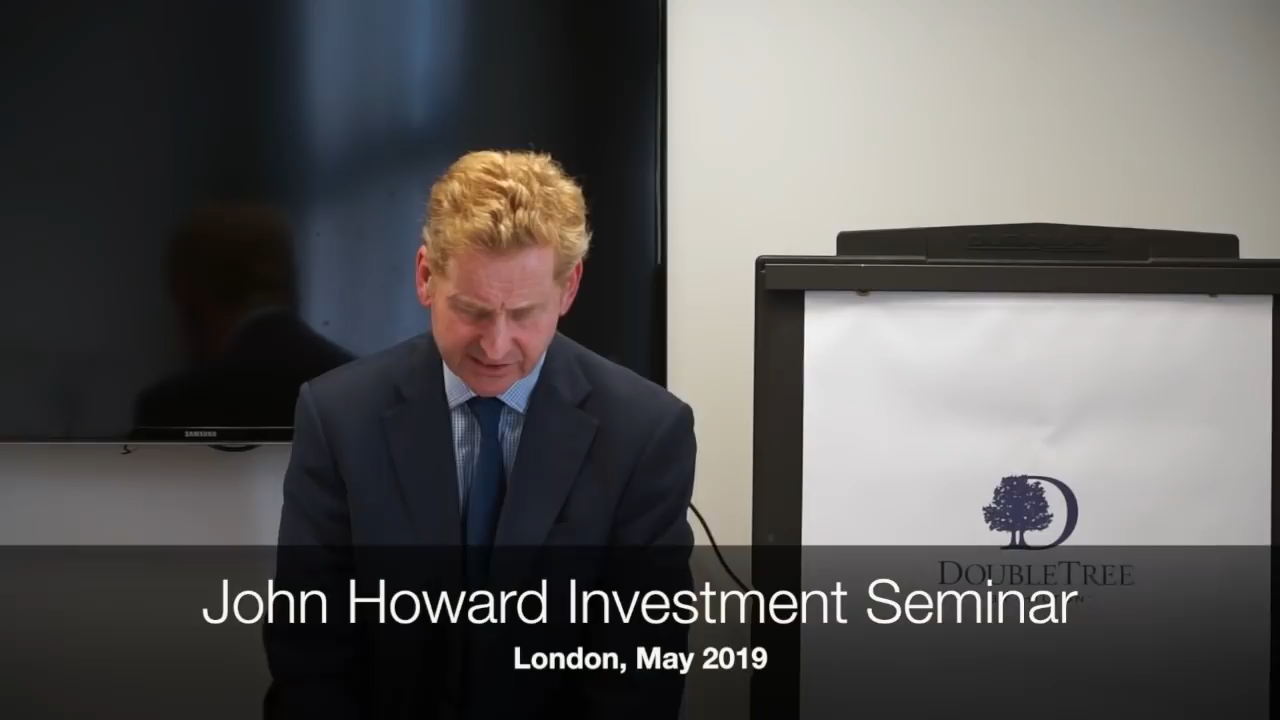 SAMSUNG
DOUBLETREE
John Howard Investment Seminar
London, May 2019